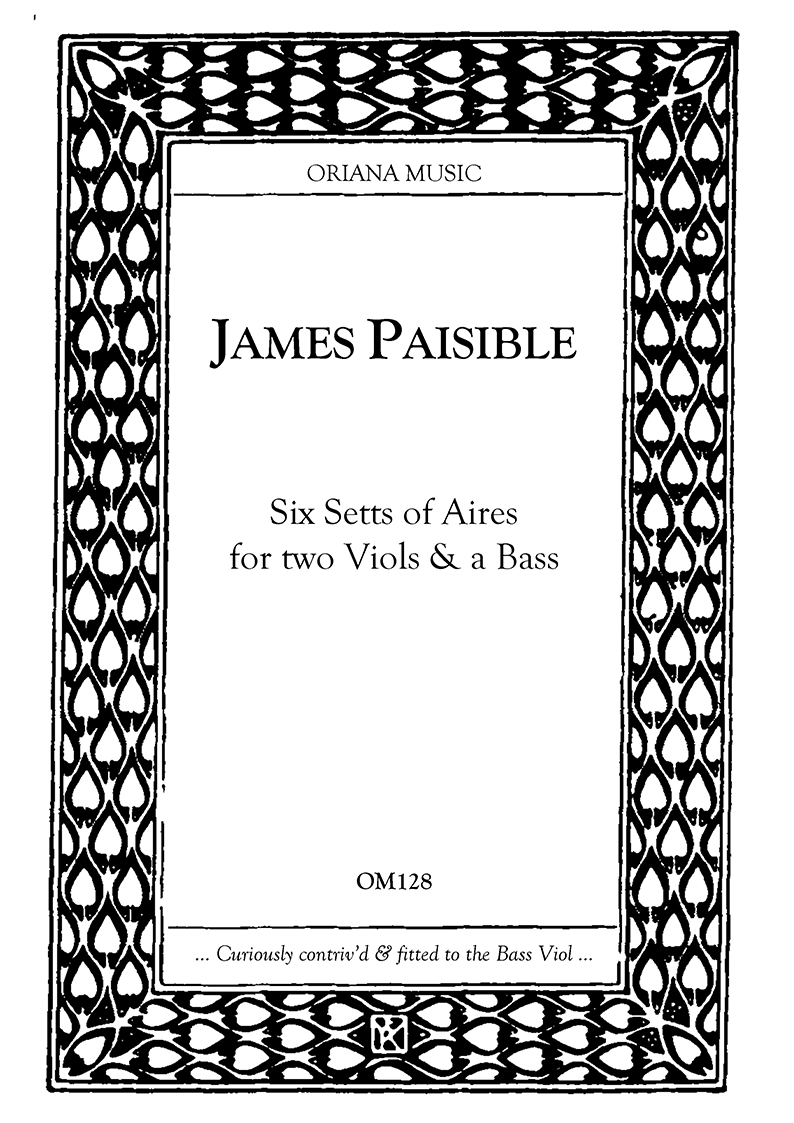 ORIANA MUSIC
JAMES PAISIBLE
Six Setts of Aires
for two Viols & a Bass
OM128
... Curiously contriv’d & fitted to the Bass Viol ...